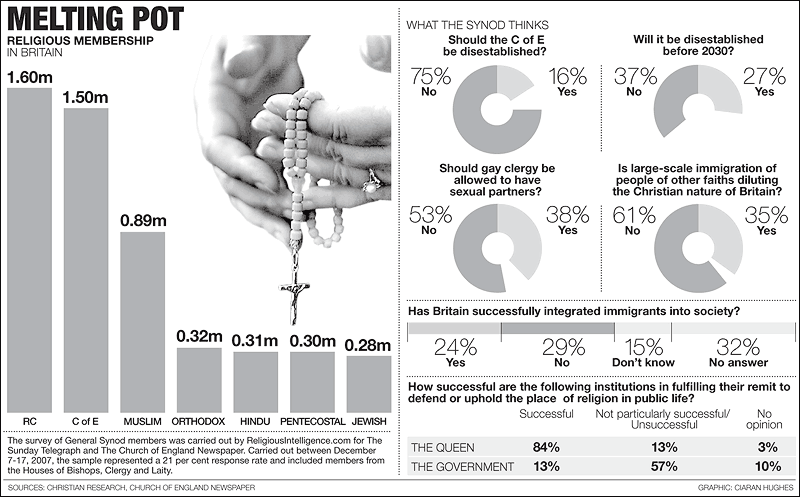 MELTING POT
RELIGIOUS MEMBERSHIP
IN BRITAIN
1.60m
1.50m
0.89m
0.32m
0.31m
0.30m
0.28m
RC
C of E
MUSLIM
ORTHODOX
HINDU
PENTECOSTAL
JEWISH
The survey of General Synod members was carried out by ReligiousIntelligence.com for The
Sunday Telegraph and The Church of England Newspaper. Carried out between December
7-17, 2007, the sample represented a 21 per cent response rate and included members from
the Houses of Bishops, Clergy and Laity.
WHAT THE SYNOD THINKS
Should the C of E
be disestablished?
75%
No
16%
Yes
Will it be disestablished
before 2030?
37%
No
27%
Yes
Should gay clergy be
allowed to have
sexual partners?
53%
No
38%
Yes
Is large-scale immigration of
people of other faiths diluting
the Christian nature of Britain?
61%
No
35%
Yes
Has Britain successfully integrated immigrants into society?
24%
Yes
29%
No
15%
Don't know
32%
No answer
How successful are the following institutions in fulfilling their remit to
defend or uphold the place of religion in public life?
Successful
Not particularly successful/
Unsuccessful
No
opinion
THE QUEEN 84% 13% 3%
THE GOVERNMENT 13% 57% 10%
SOURCES: CHRISTIAN RESEARCH, CHURCH OF ENGLAND NEWSPAPER
GRAPHIC: CIARAN HUGHES